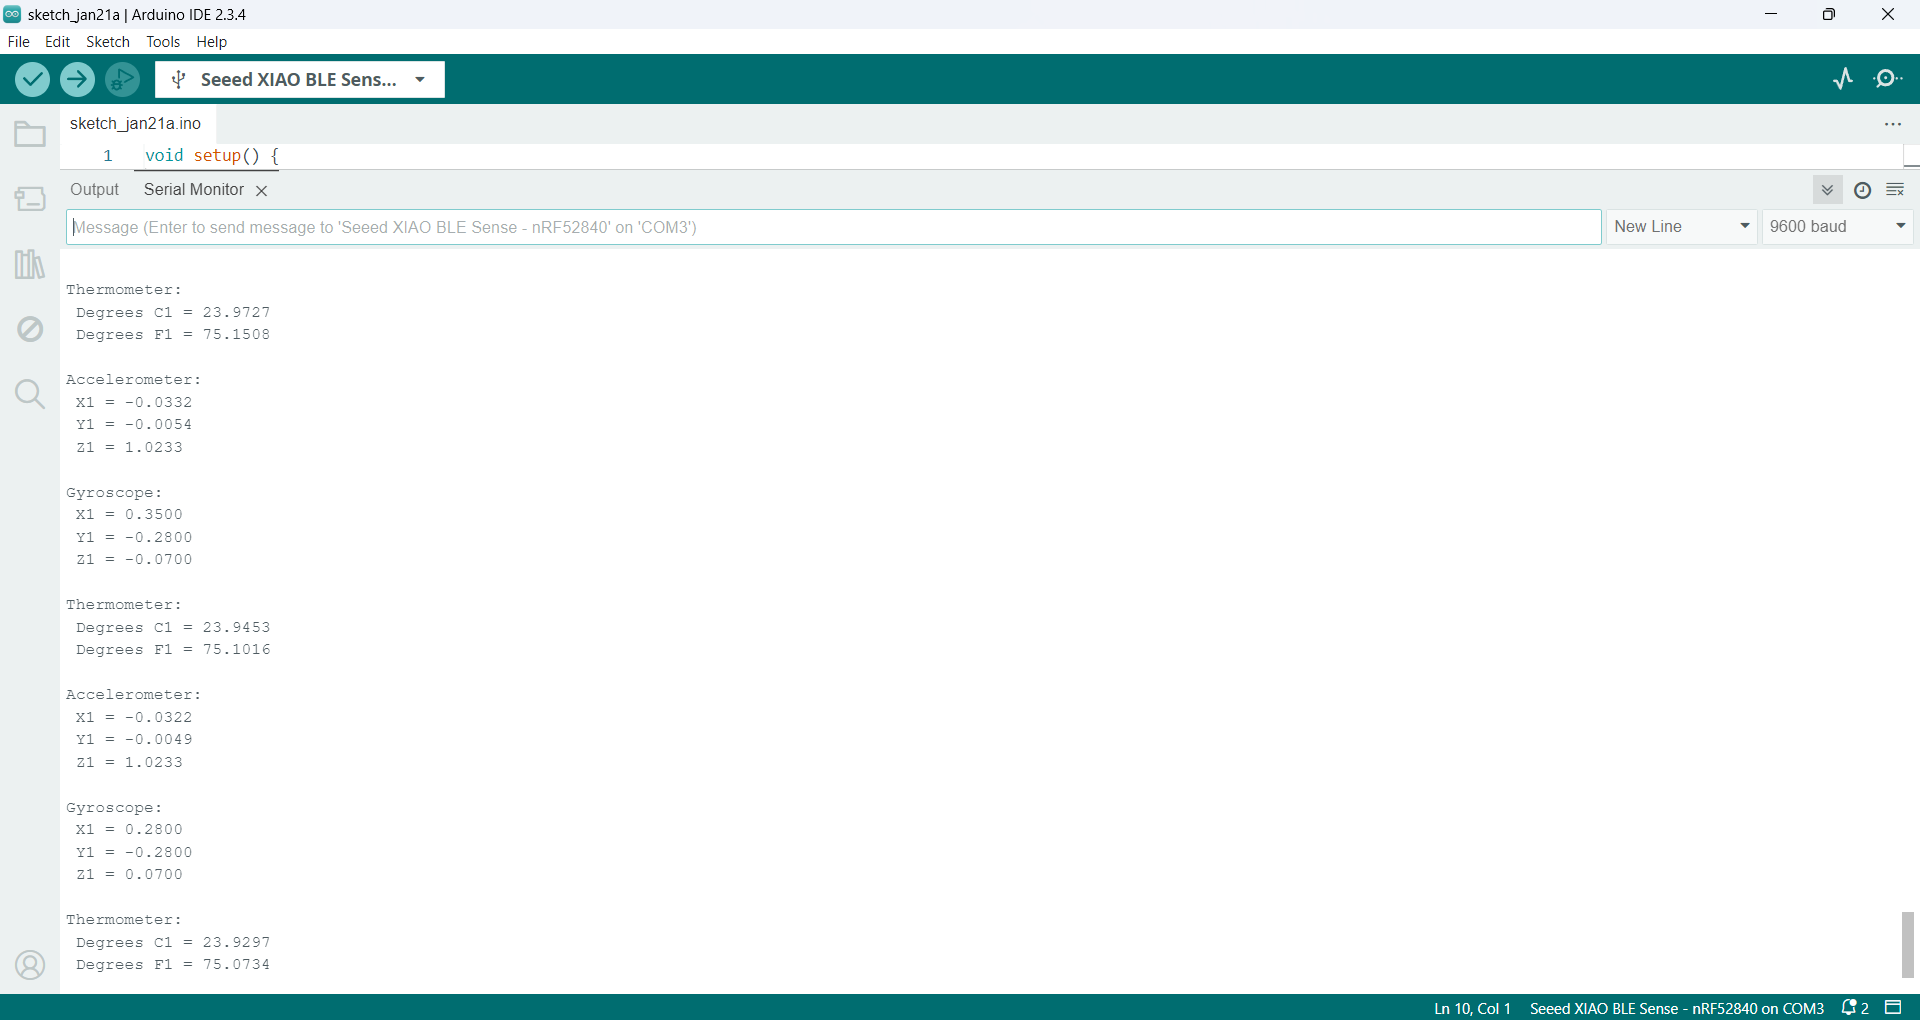 sketch_jan21a | Arduino IDE 2.3.4
File Edit Sketch Tools Help
Seeed XIAO BLE Sens...
sketch_jan21a.ino
1 void setup() {
Output Serial Monitor
Message (Enter to send message to 'Seeed XIAO BLE Sense - nRF52840' on 'COM3')
New Line
9600 baud
Thermometer:
Degrees C1 = 23.9727
Degrees F1 = 75.1508
Accelerometer:
X1 = -0.0332
Y1 = -0.0054
Z1 = 1.0233
Gyroscope:
X1 = 0.3500
Y1 = -0.2800
Z1 = -0.0700
Thermometer:
Degrees C1 = 23.9453
Degrees F1 = 75.1016
Accelerometer:
X1 = -0.0322
Y1 = -0.0049
Z1 = 1.0233
Gyroscope:
X1 = 0.2800
Y1 = -0.2800
Z1 = 0.0700
Thermometer:
Degrees C1 = 23.9297
Degrees F1 = 75.0734
Ln 10, Col 1 Seeed XIAO BLE Sense - nRF52840 on COM3 2